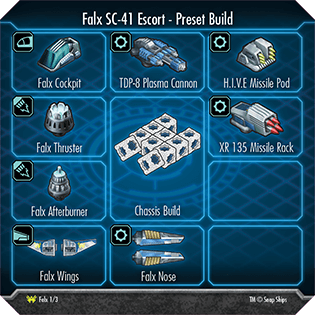 Falx SC-41 Escort - Preset Build
Falx Cockpit
TDP-8 Plasma Cannon
H.I.V.E Missile Pod
Falx Thruster
XR 135 Missile Rack
Falx Afterburner
Chassis Build
Falx Wings
Falx Nose
Falx 1/3
TM © Soap Ships